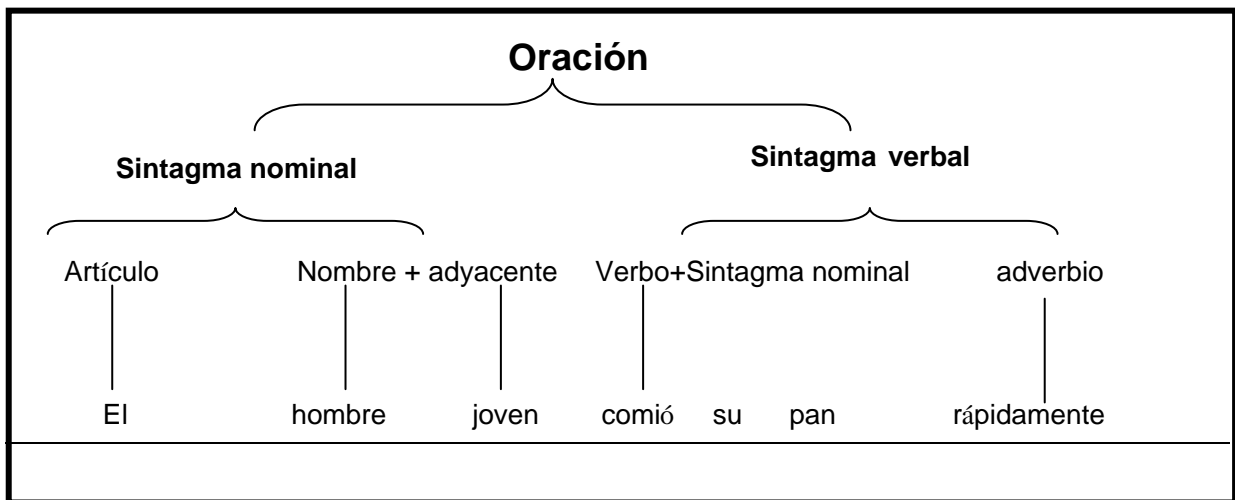 Oración
Sintagma nominal Sintagma verbal
Artículo Nombre + adyacente Verbo+Sintagma nominal adverbio
El hombre joven comió su pan rápidamente